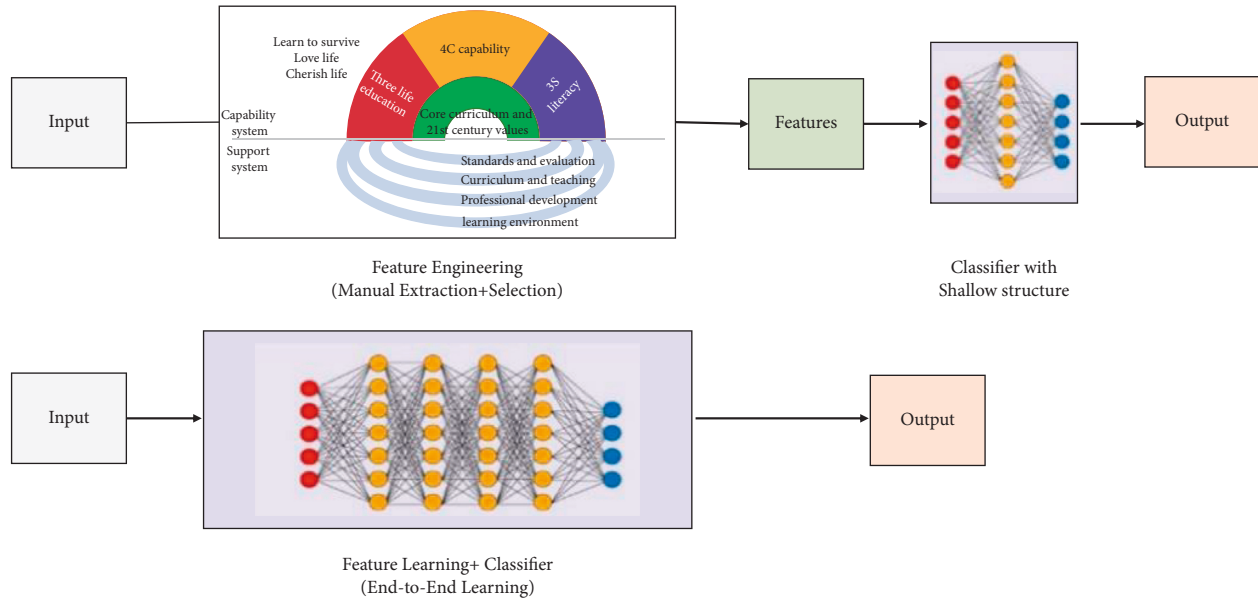 Input
Learn to survive
Love life
Cherish life
Three life
education
4C capability
3S
literacy
Core curriculum and
21st century values
Capability
system
Support
system
Standards and evaluation
Curriculum and teaching
Professional development
learning environment
Features
Output
Feature Engineering
(Manual Extraction+Selection)
Classifier with
Shallow structure
Input
Output
Feature Learning+ Classifier
(End-to-End Learning)